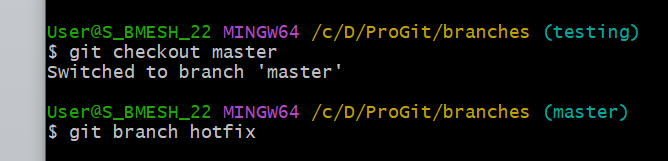 User@S_BMESH_22 MINGW64 /c/D/ProGit/branches (testing)
$ git checkout master
Switched to branch 'master'
User@S_BMESH_22 MINGW64 /c/D/ProGit/branches (master)
$ git branch hotfix